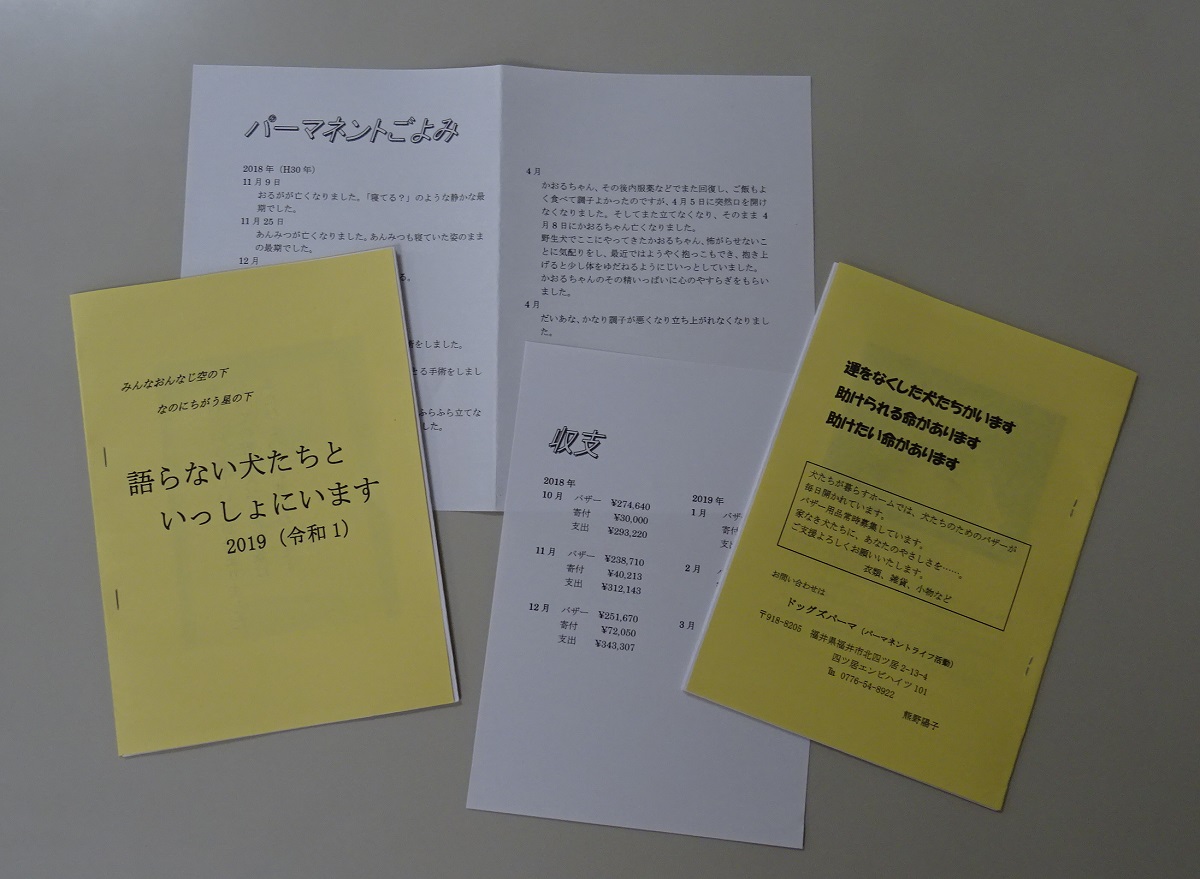 パーマネントごよみ
2018年（H30年）
11月9日
おるがが亡くなりました。「寝てる？」のような静かな最
期でした。
11月25日
あんみつが亡くなりました。あんみつも寝ていた姿のまま
の最期でした。
12月
る。
術をしました。
とる手術をしまし
ふらふら立てな
した。
4月
かおるちゃん、その後内服薬などでまた回復し、ご飯もよ
く食べて調子よかったのですが、4月5日に突然口を開け
なくなりました。そしてまた立てなくなり、そのまま 4
月8日にかおるちゃん亡くなりました。
野生犬でここにやってきたかおるちゃん、怖がらせないこ
とに気配りをし、最近ではようやく抱っこもでき、抱き上
げると少し体をゆだねるようにじいっとしていました。
かおるちゃんのその精いっぱいに心のやすらぎをもらい
ました。
4月
だいあな、かなり調子が悪くなり立ち上がれなくなりまし
た。
みんなおんなじ空の下
なのにちがう星の下
語らない犬たちと
いっしょにいます
2019（令和1）
収支
2018年
10月 バザー ¥274,640
寄付 ¥30,000
支出 ¥293,220
11月 バザー ¥238,710
寄付 ¥40,213
支出 ¥312,143
12月 バザー ¥251,670
寄付 ¥72,050
支出 ¥343,307
2019年
1月 バザ
寄
支
2月
3月
運をなくした犬たちがいます
助けられる命があります
助けたい命があります
犬たちが暮らすホームでは、犬たちのためのバザーが
毎日開かれています。
バザー用品常時募集しています。
家なき犬たちに、あなたのやさしさを……。
ご支援よろしくお願いいたします。
衣類、雑貨、小物など
お問い合わせは
ドッグズパーマ（パーマネントライフ活動）
〒918-8205 福井県福井市北四ツ居2-13-4
四ツ居エンビハイツ101
℡ 0776-54-8922
熊野陽子